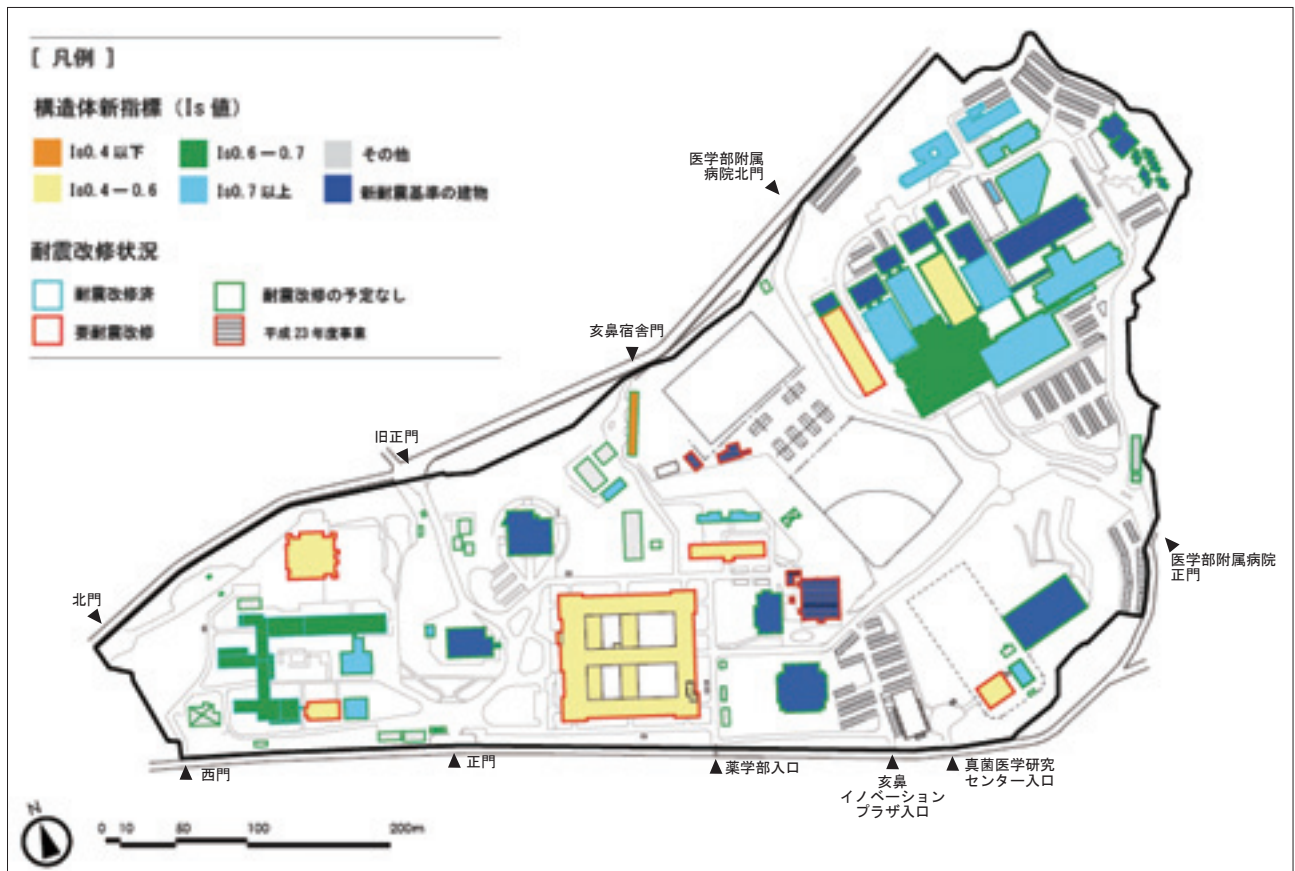 [ 凡例 ]
構造体新指標（Is 値）
Is0.4 以下
Is0.6 ー 0.7
その他
Is0.4 ー 0.6
Is0.7 以上
新耐震基準の建物
耐震改修状況
耐震改修済
耐震改修の予定なし
要耐震改修
平成 23 年度事業
医学部附属
病院北門
亥鼻宿舎門
旧正門
医学部附属病院
正門
北門
西門
正門
薬学部入口
亥鼻
イノベーション
プラザ入口
真菌医学研究
センター入口
N
0 10 50 100 200m